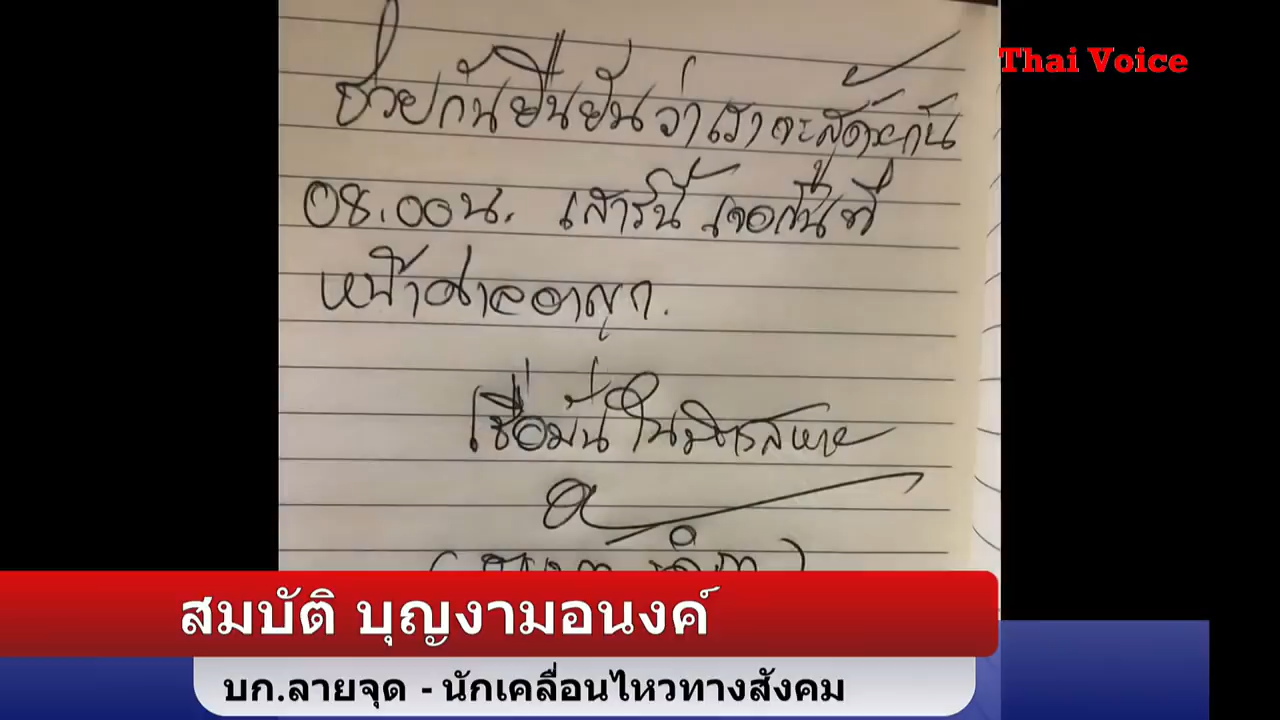 Thai Voice
ช่วยกันยืนยันว่าเราจะสู้ด้วยกัน
08.00น. เสาร์นี้ เจอกันที่
หน้าศาลอาญา.
เชื่อมั่นในมิตรสหาย
สมบัติ บุญงามอนงค์
บก.ลายจุด - นักเคลื่อนไหวทางสังคม